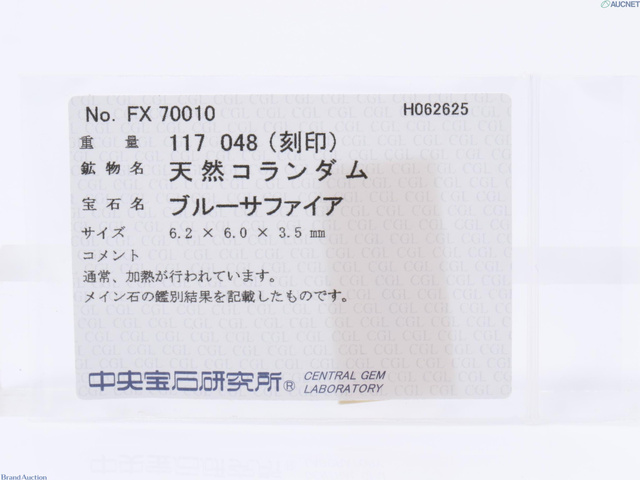 AUCNET
No. FX 70010 H062625
重量 117 048 (刻印)
鉱物名 天然コランダム
宝石名 ブルーサファイア
サイズ 6.2 × 6.0 × 3.5 mm
コメント
通常、加熱が行われています。
メイン石の鑑別結果を記載したものです。
中央宝石研究所® CENTRAL GEM
LABORATORY
BrandAuction